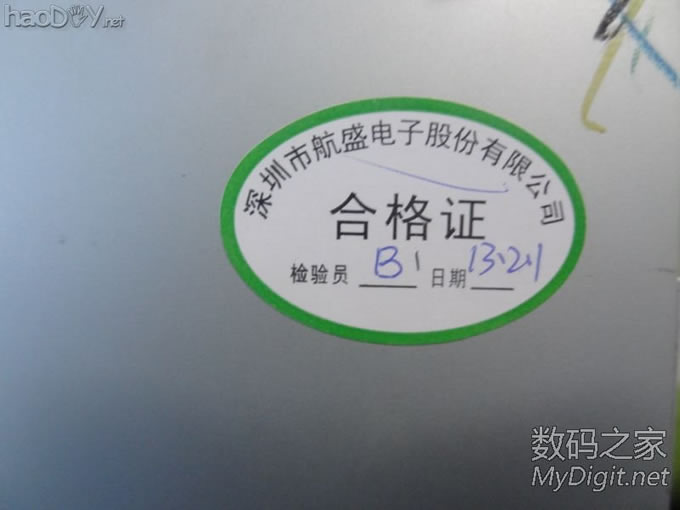 haoDIY.net
深圳市航盛电子股份有限公司
合格证
检验员 B1 日期 13.2.1
数码之家
MyDigit.net